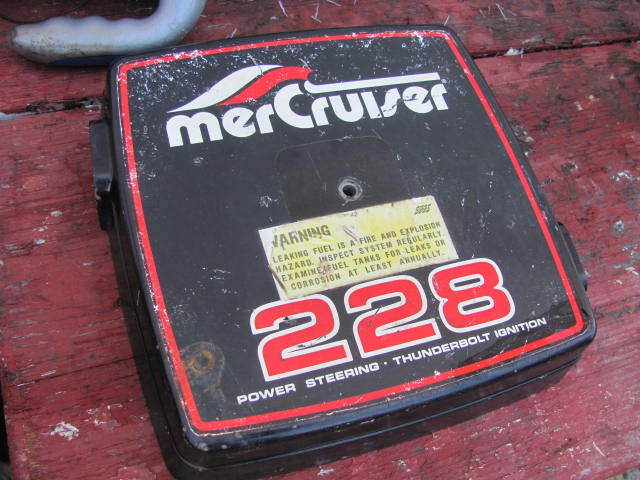 merCruiser
WARNING
LEAKING FUEL IS A FIRE AND EXPLOSION
HAZARD. INSPECT SYSTEM REGULARLY.
EXAMINE FUEL TANKS FOR LEAKS OR
CORROSION AT LEAST ANNUALLY
228
POWER STEERING · THUNDERBOLT IGNITION